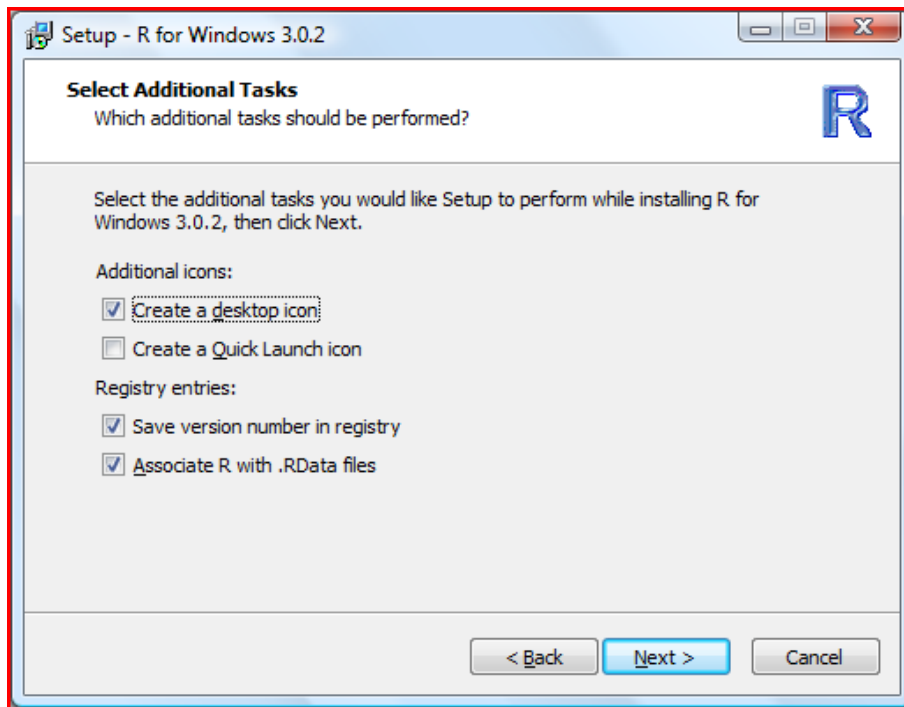 Setup - R for Windows 3.0.2
Select Additional Tasks
Which additional tasks should be performed?
R
Select the additional tasks you would like Setup to perform while installing R for
Windows 3.0.2, then click Next.
Additional icons:
Create a desktop icon
Create a Quick Launch icon
Registry entries:
Save version number in registry
Associate R with .RData files
< Back
Next >
Cancel